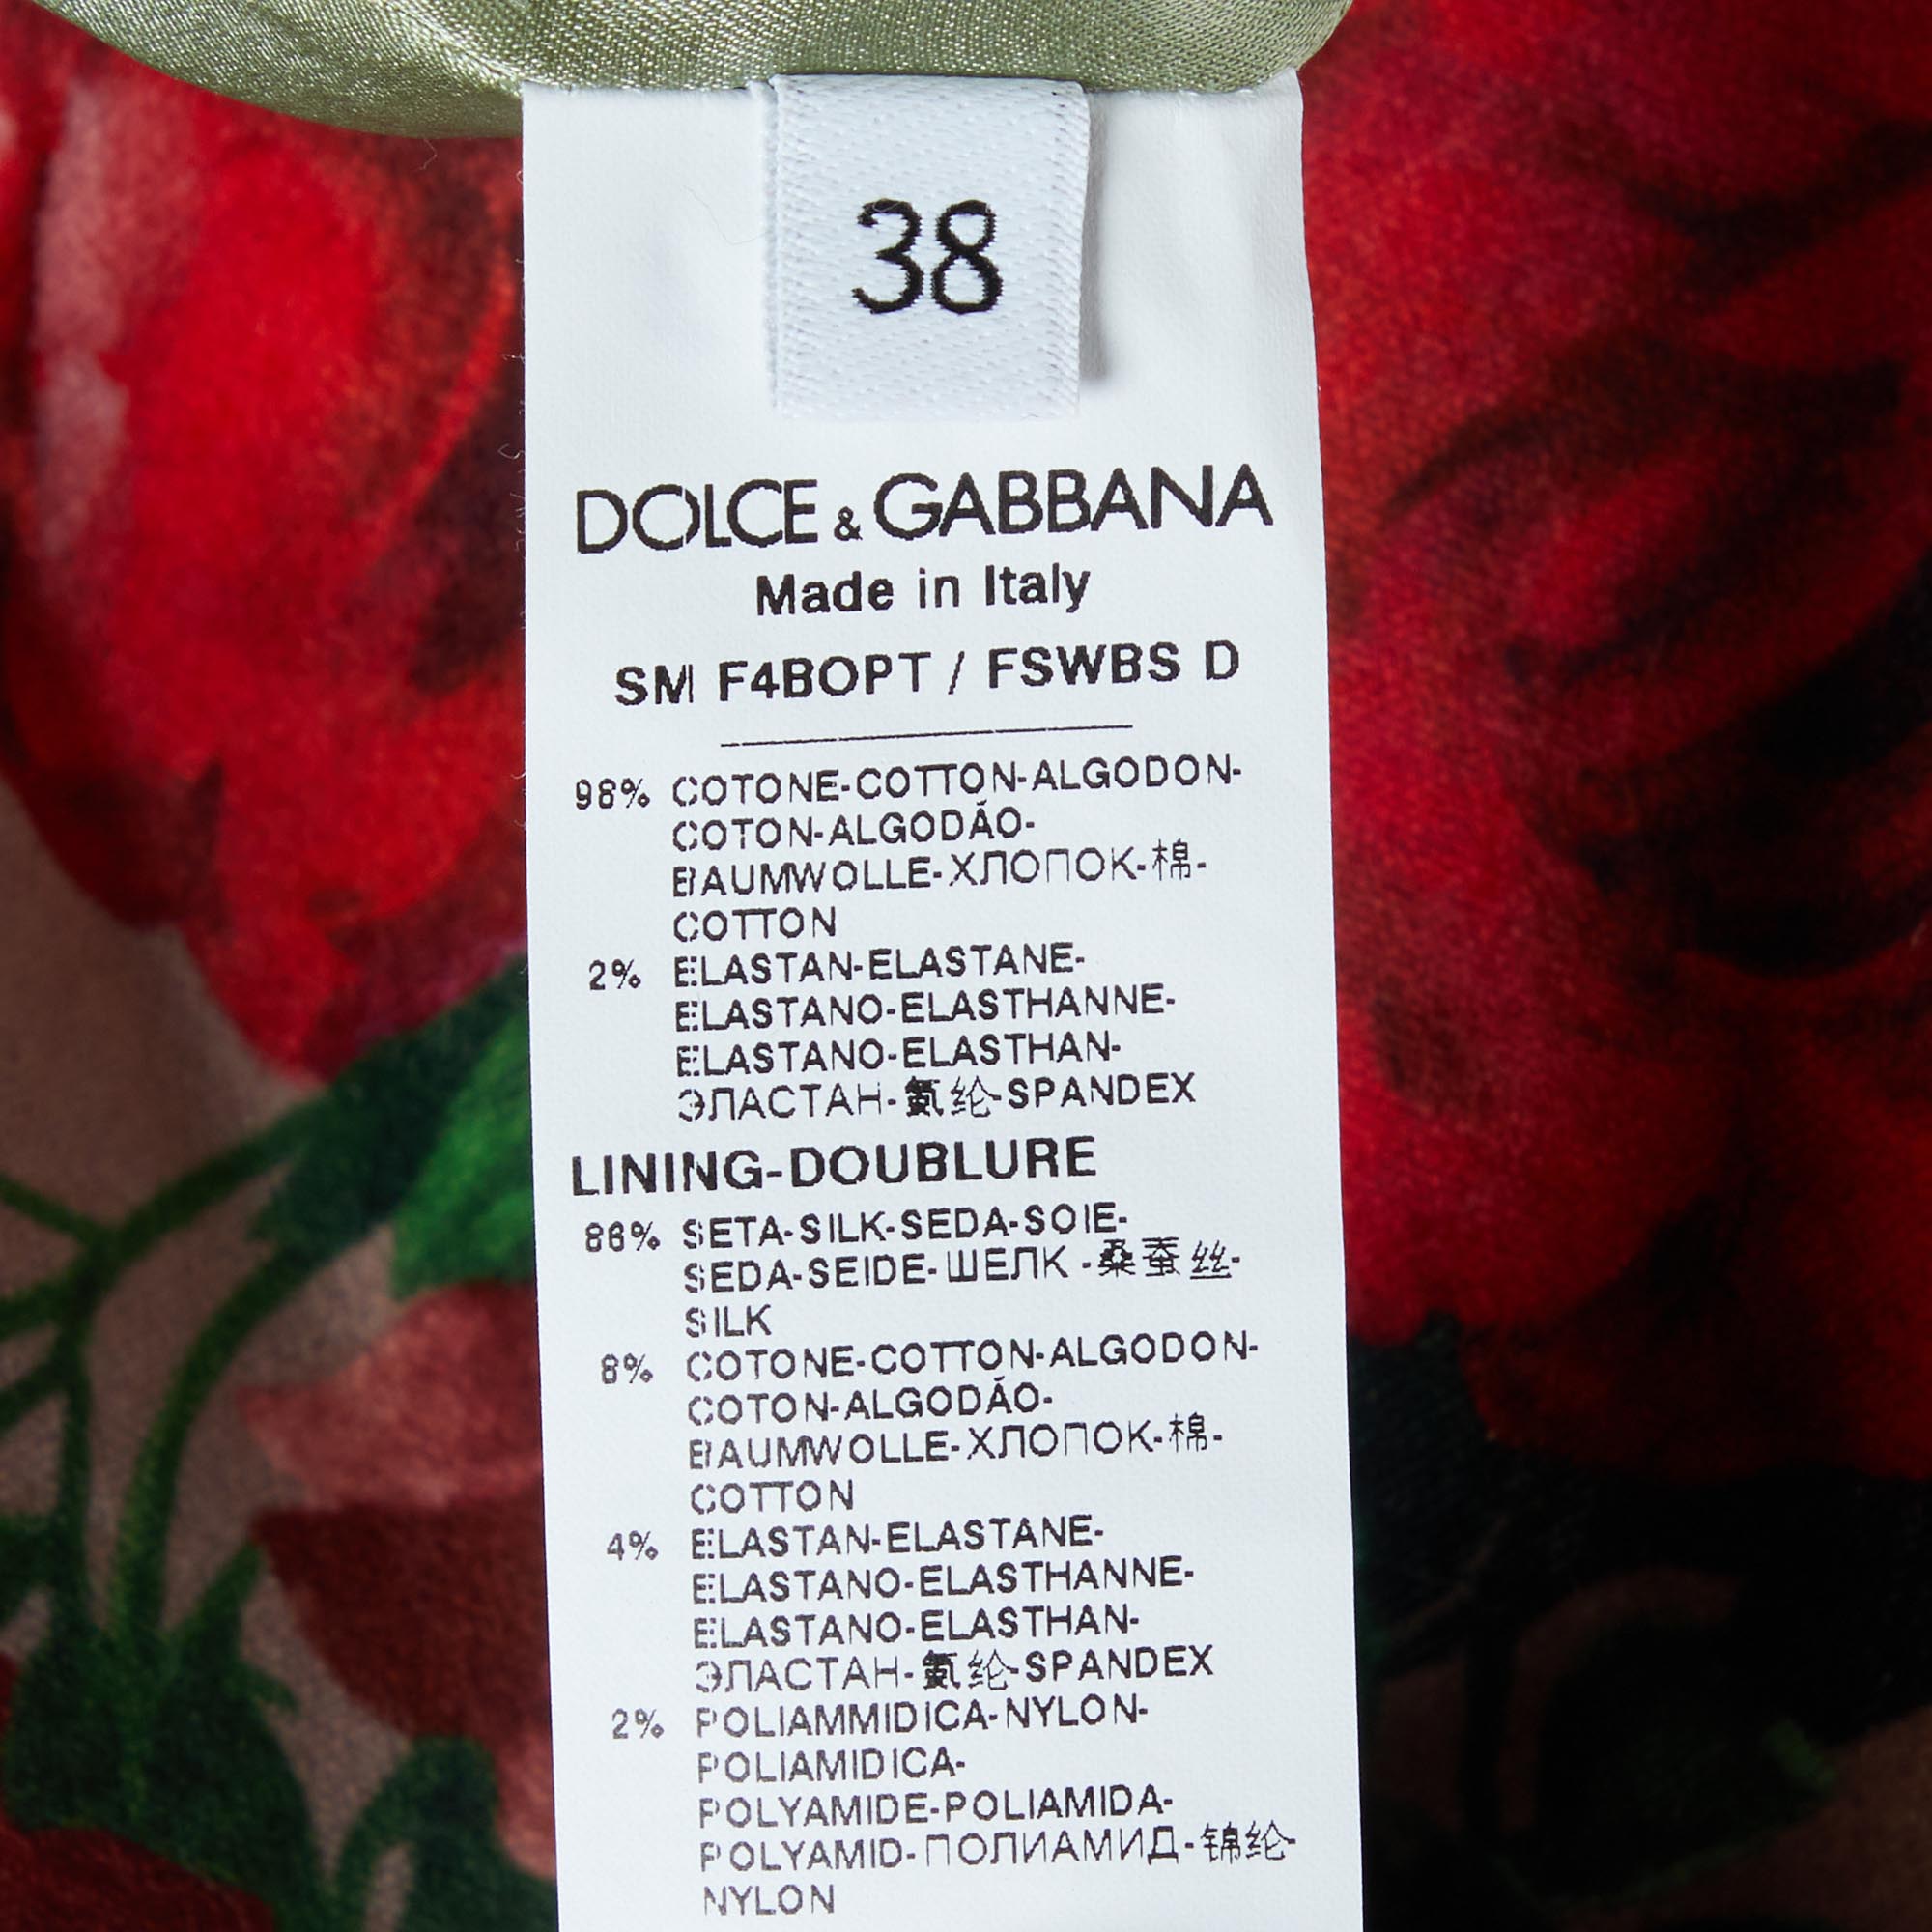 38
DOLCE & GABBANA
Made in Italy
SM F4BOPT / FSWBS D
98% COTONE-COTTON-ALGODON-
COTON-ALGODÃO-
BAUMWOLLE-ХЛОПОК-棉-
COTTON
2% ELASTAN-ELASTANE-
ELASTANO-ELASTHANNE-
ELASTANO-ELASTHAN-
ЭЛАСТАН-氨纶-SPANDEX
LINING-DOUBLURE
86% SETA-SILK-SEDA-SOIE-
SEDA-SEIDE-ШЕЛК-桑蚕丝-
SILK
8% COTONE-COTTON-ALGODON-
COTON-ALGODÃO-
BAUMWOLLE-ХЛОПОК-棉-
COTTON
4% ELASTAN-ELASTANE-
ELASTANO-ELASTHANNE-
ELASTANO-ELASTHAN-
ЭЛАСТАН-氨纶-SPANDEX
2% POLIAMMIDICA-NYLON-
POLIAMIDICA-
POLYAMIDE-POLIAMIDA-
POLYAMID-ПОЛИАМИД-锦纶-
NYLON